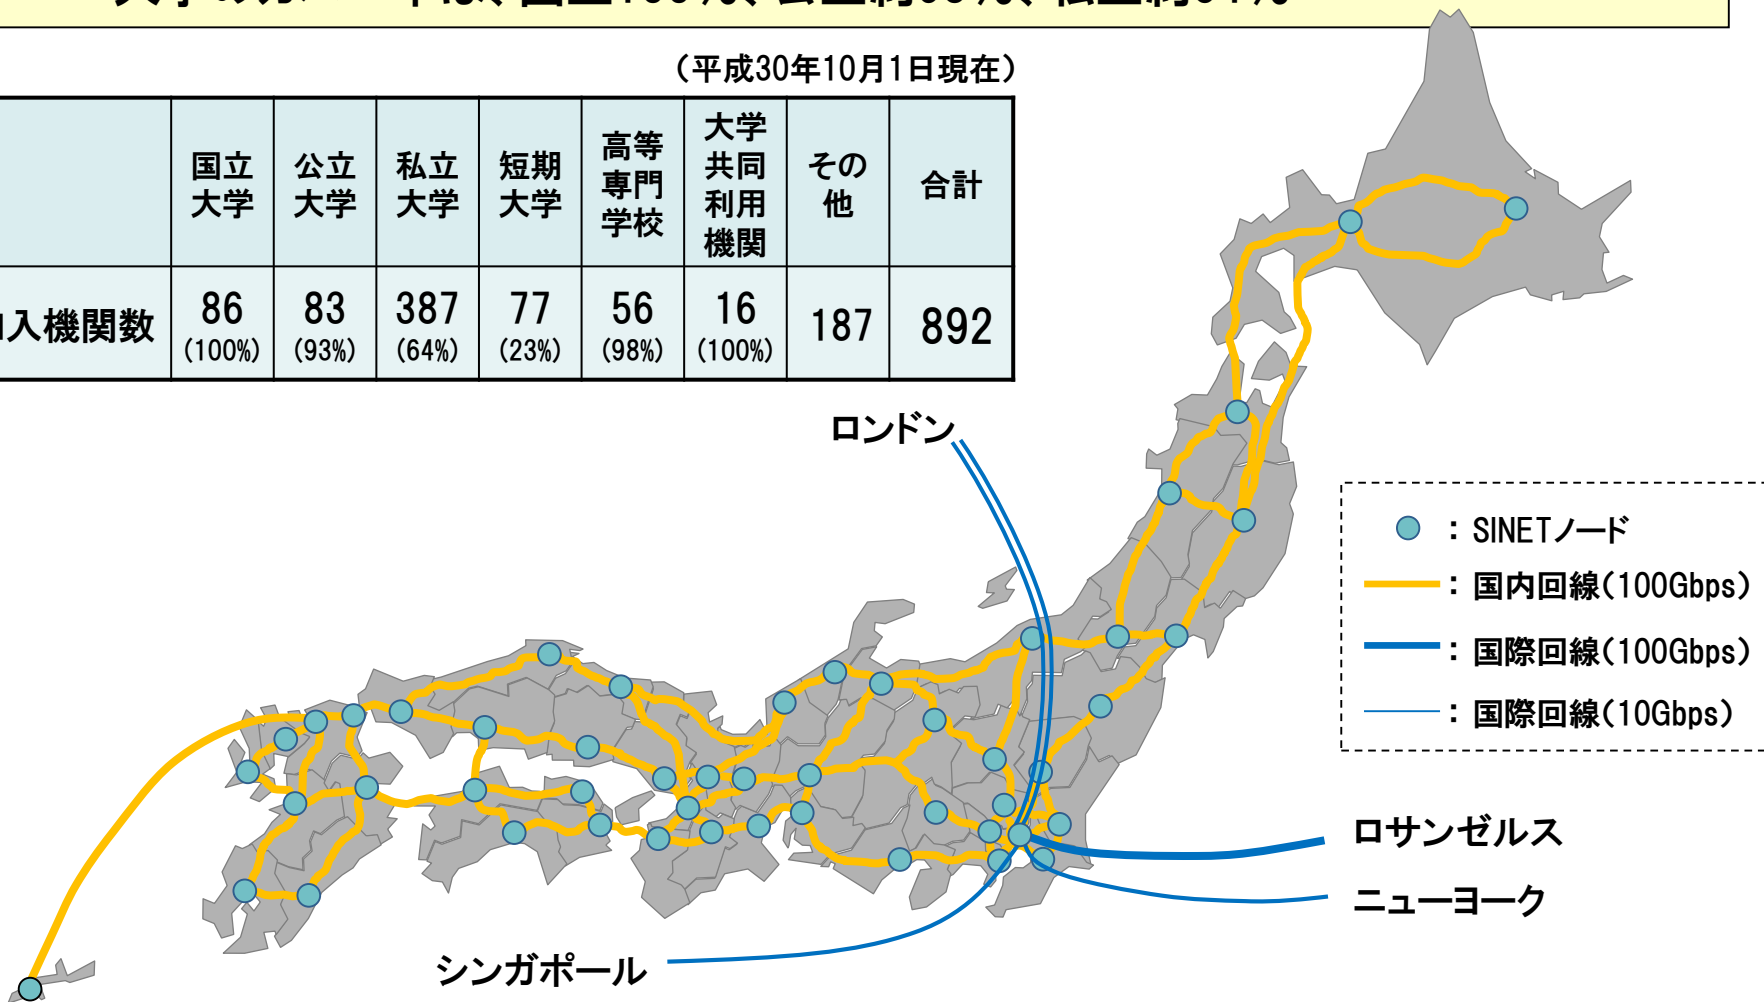 （平成30年10月1日現在）
国立大学 公立大学 私立大学 短期大学 高等専門学校 大学共同利用機関 その他 合計
入機関数 86 83 387 77 56 16 187 892
(100%) (93%) (64%) (23%) (98%) (100%)
ロンドン
：SINETノード
：国内回線(100Gbps)
：国際回線(100Gbps)
：国際回線(10Gbps)
ロサンゼルス
ニューヨーク
シンガポール